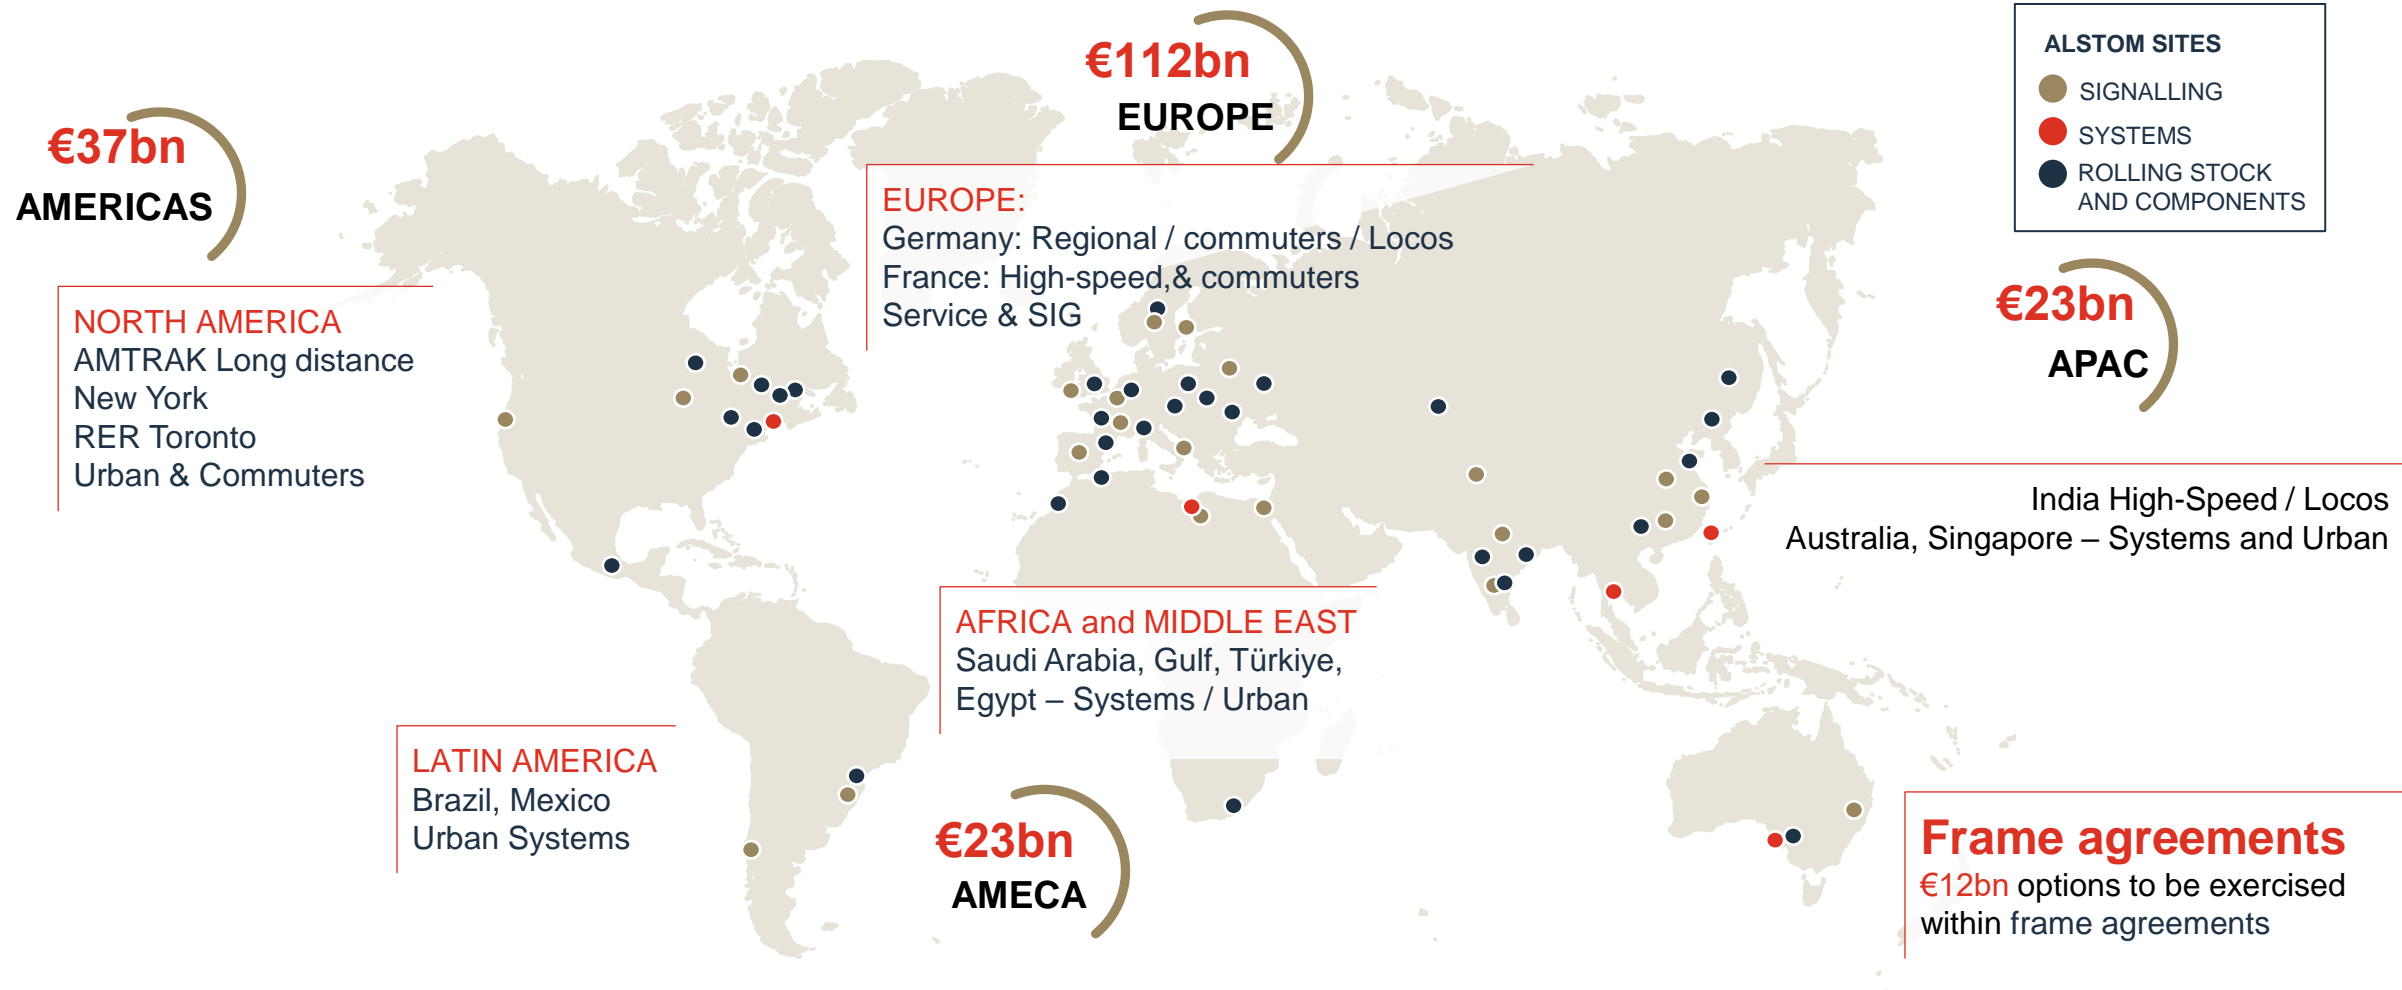 €112bn
EUROPE
ALSTOM SITES
SIGNALLING
SYSTEMS
ROLLING STOCK
AND COMPONENTS
€37bn
AMERICAS
EUROPE:
Germany: Regional / commuters / Locos
France: High-speed,& commuters
Service & SIG
€23bn
APAC
NORTH AMERICA
AMTRAK Long distance
New York
RER Toronto
Urban & Commuters
India High-Speed / Locos
Australia, Singapore – Systems and Urban
AFRICA and MIDDLE EAST
Saudi Arabia, Gulf, Türkiye,
Egypt – Systems / Urban
LATIN AMERICA
Brazil, Mexico
Urban Systems
€23bn
AMECA
Frame agreements
€12bn options to be exercised
within frame agreements